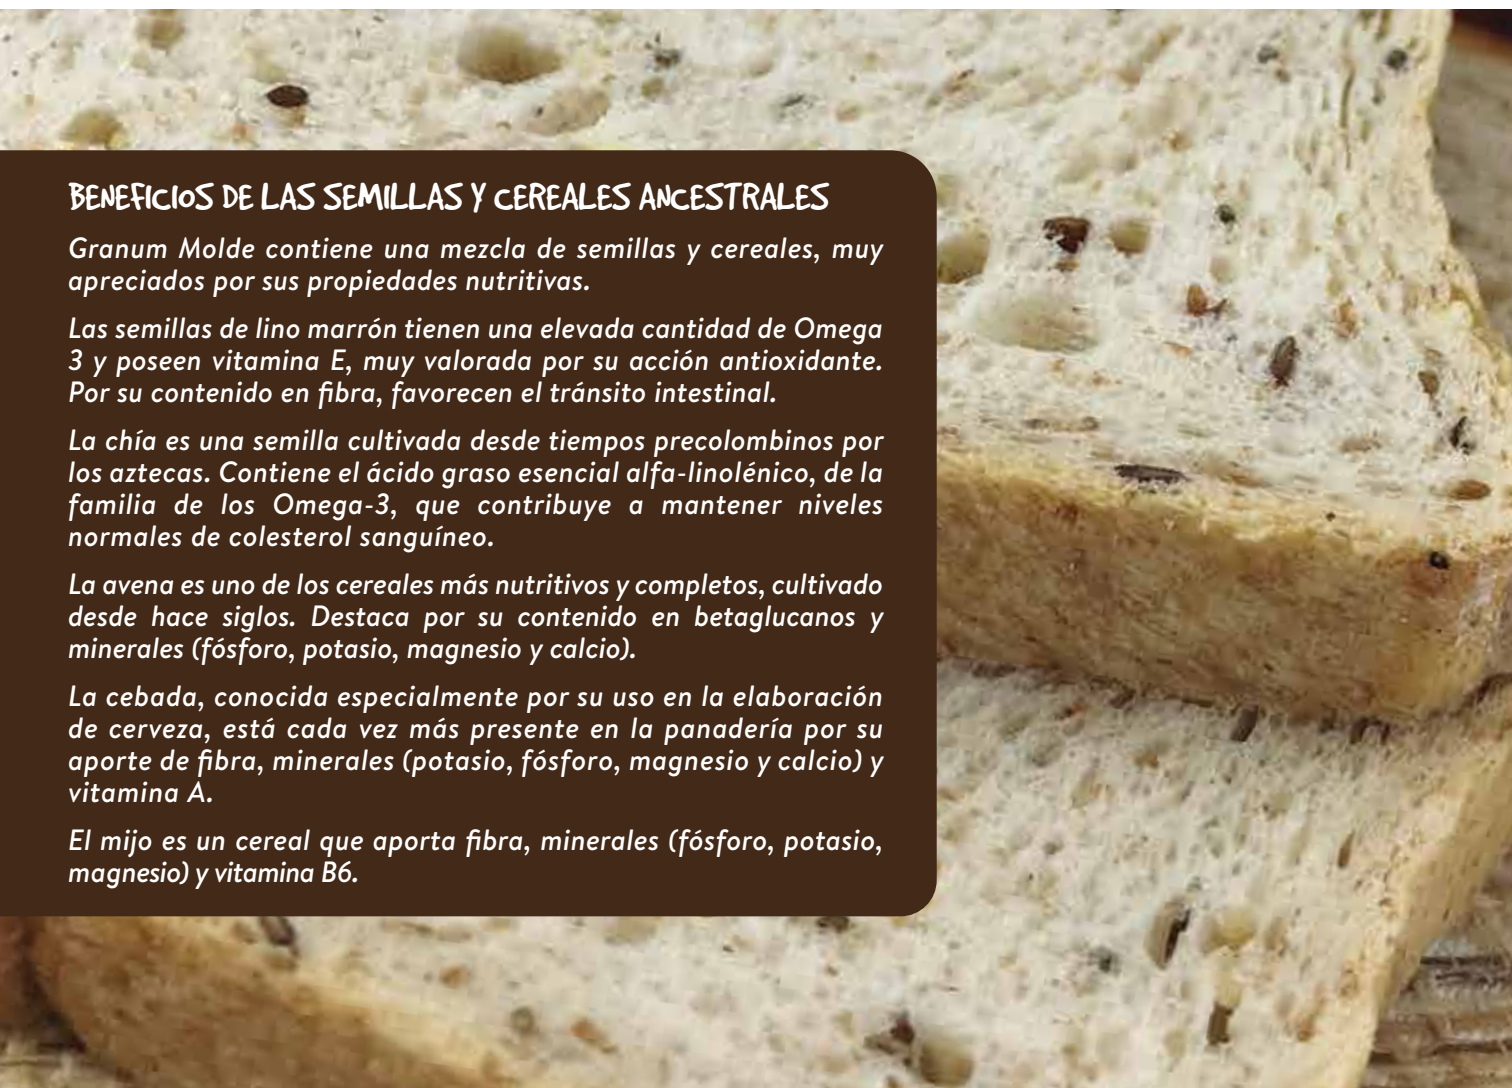 BENEFICIOS DE LAS SEMILLAS Y CEREALES ANCESTRALES
Granum Molde contiene una mezcla de semillas y cereales, muy
apreciados por sus propiedades nutritivas.
Las semillas de lino marrón tienen una elevada cantidad de Omega
3 y poseen vitamina E, muy valorada por su acción antioxidante.
Por su contenido en fibra, favorecen el tránsito intestinal.
La chía es una semilla cultivada desde tiempos precolombinos por
los aztecas. Contiene el ácido graso esencial alfa-linolénico, de la
familia de los Omega-3, que contribuye a mantener niveles
normales de colesterol sanguíneo.
La avena es uno de los cereales más nutritivos y completos, cultivado
desde hace siglos. Destaca por su contenido en betaglucanos y
minerales (fósforo, potasio, magnesio y calcio).
La cebada, conocida especialmente por su uso en la elaboración
de cerveza, está cada vez más presente en la panadería por su
aporte de fibra, minerales (potasio, fósforo, magnesio y calcio) y
vitamina A.
El mijo es un cereal que aporta fibra, minerales (fósforo, potasio,
magnesio) y vitamina B6.